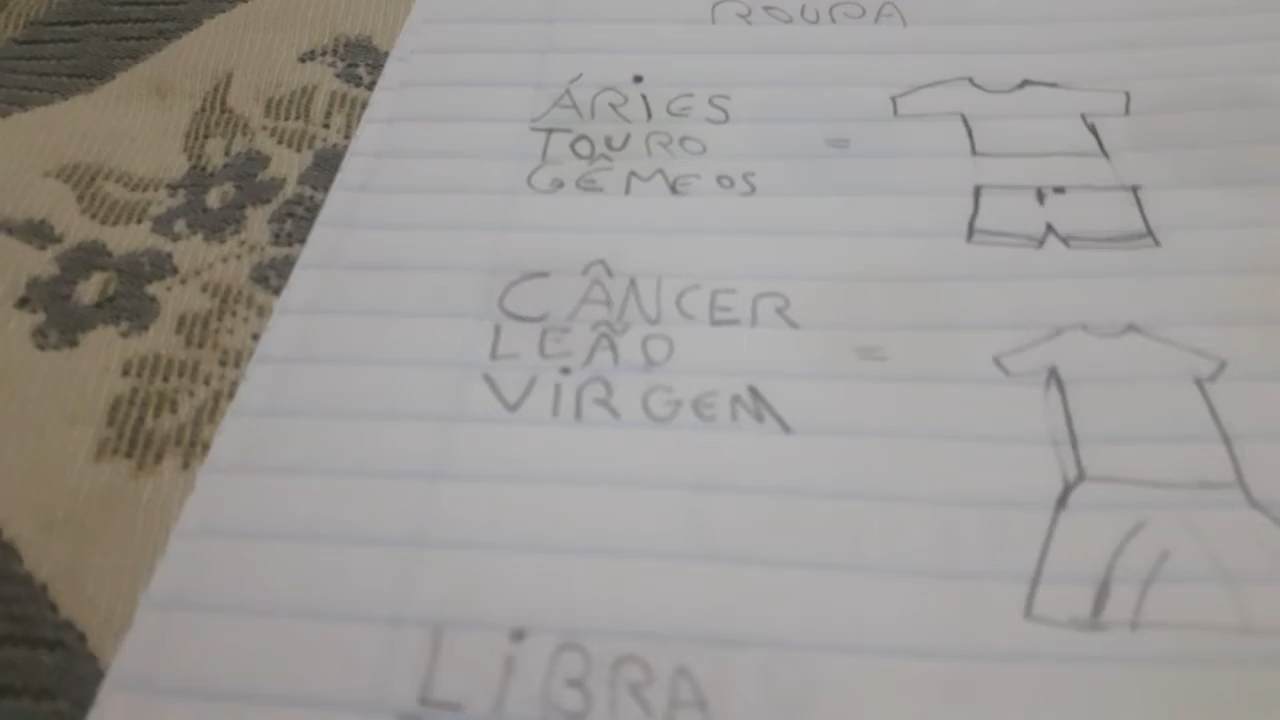 ROUPA
ÁRIES
TOURO =
GÊMEOS
CÂNCER
LEÃO =
VIRGEM
LIBRA